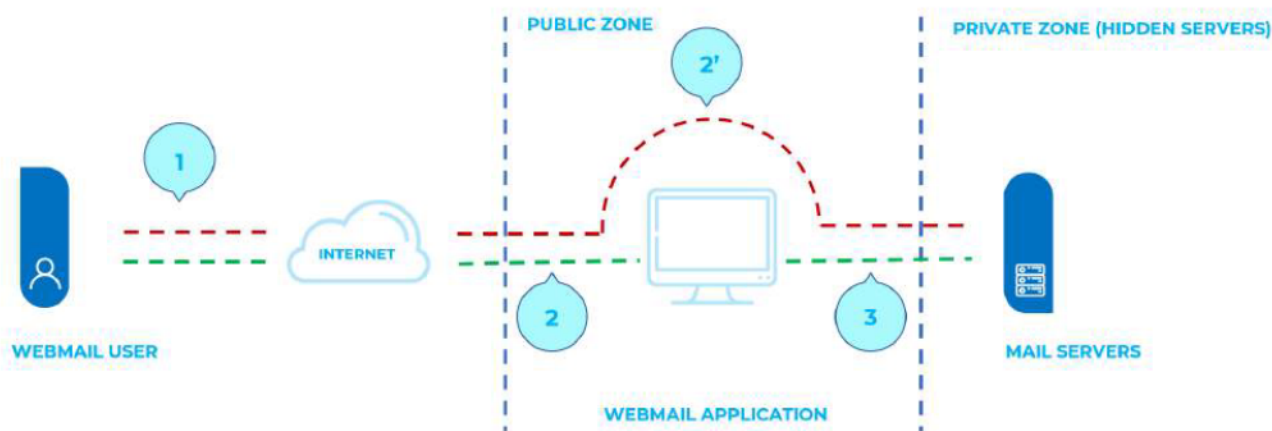 PUBLIC ZONE
PRIVATE ZONE (HIDDEN SERVERS)
2'
1
INTERNET
2
3
WEBMAIL USER
MAIL SERVERS
WEBMAIL APPLICATION